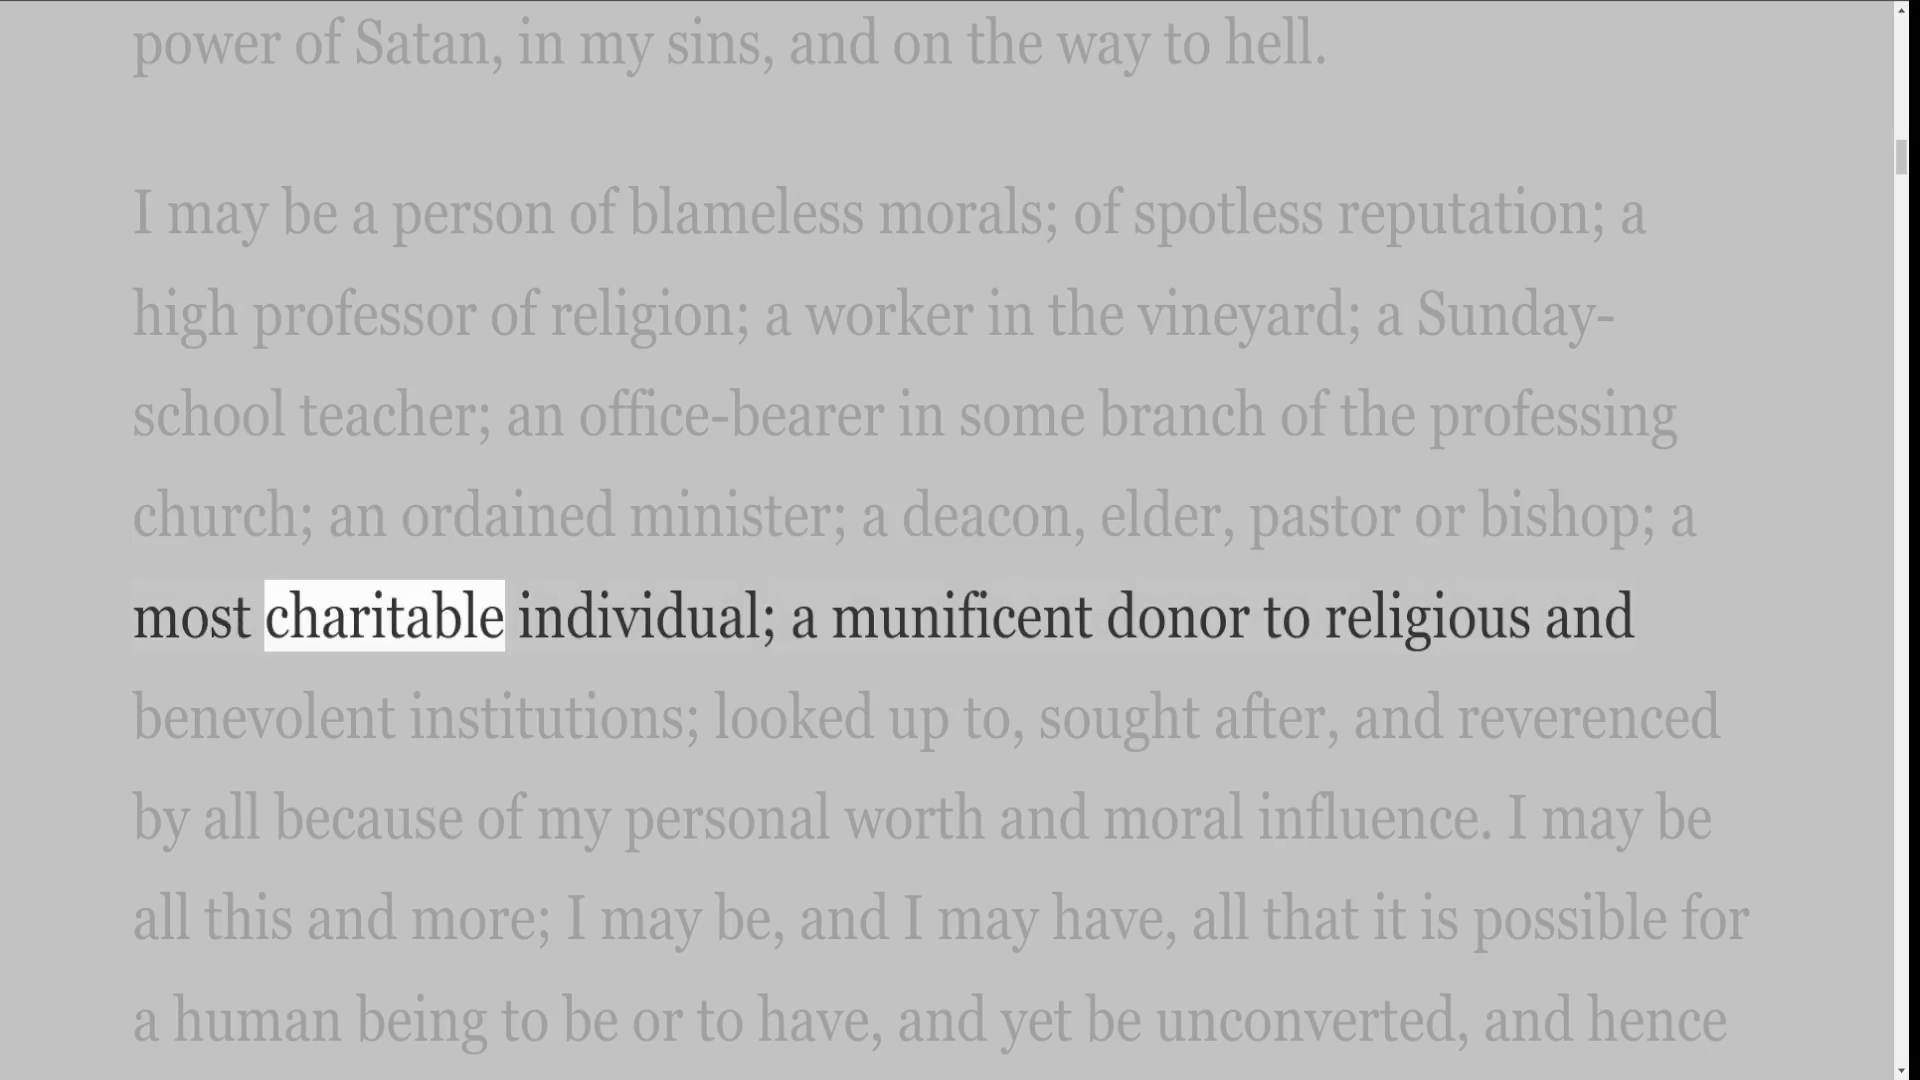 power of Satan, in my sins, and on the way to hell.
I may be a person of blameless morals; of spotless reputation; a
high professor of religion; a worker in the vineyard; a Sunday-
school teacher; an office-bearer in some branch of the professing
church; an ordained minister; a deacon, elder, pastor or bishop; a
most charitable individual; a munificent donor to religious and
benevolent institutions; looked up to, sought after, and reverenced
by all because of my personal worth and moral influence. I may be
all this and more; I may be, and I may have, all that it is possible for
a human being to be or to have, and yet be unconverted, and hence